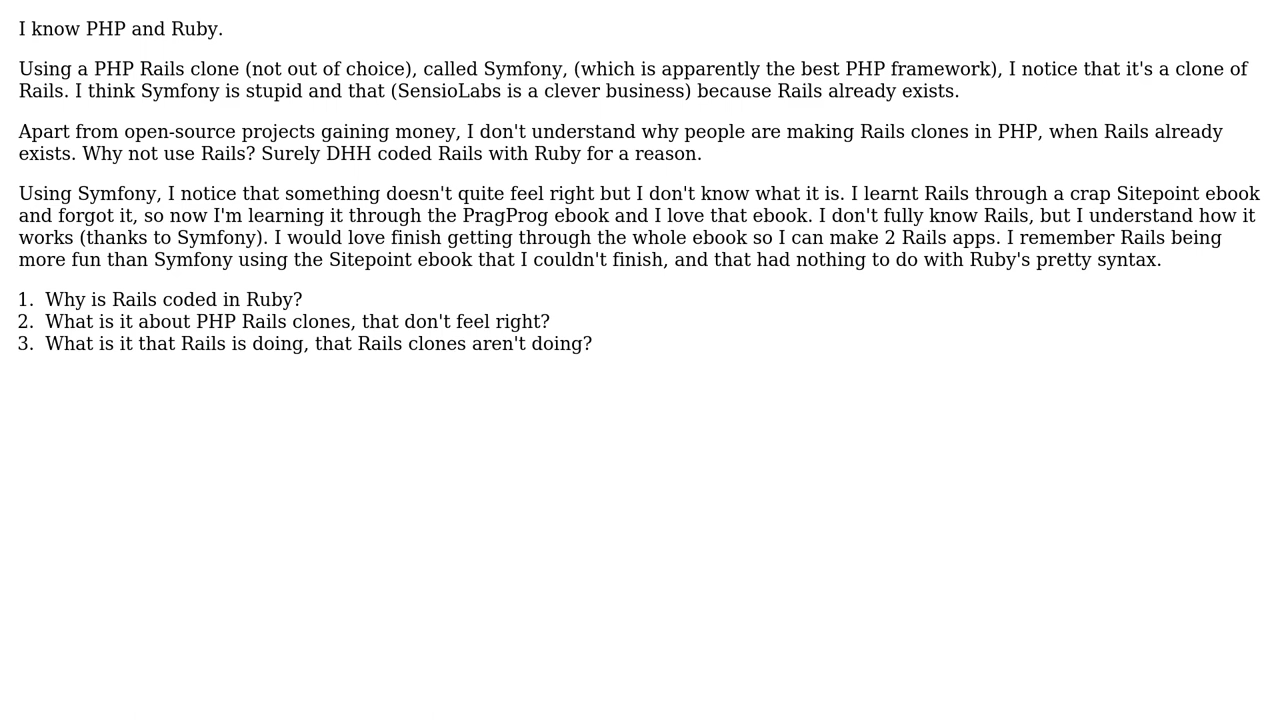 I know PHP and Ruby.
Using a PHP Rails clone (not out of choice), called Symfony, (which is apparently the best PHP framework), I notice that it's a clone of
Rails. I think Symfony is stupid and that (SensioLabs is a clever business) because Rails already exists.
Apart from open-source projects gaining money, I don't understand why people are making Rails clones in PHP, when Rails already
exists. Why not use Rails? Surely DHH coded Rails with Ruby for a reason.
Using Symfony, I notice that something doesn't quite feel right but I don't know what it is. I learnt Rails through a crap Sitepoint ebook
and forgot it, so now I'm learning it through the PragProg ebook and I love that ebook. I don't fully know Rails, but I understand how it
works (thanks to Symfony). I would love finish getting through the whole ebook so I can make 2 Rails apps. I remember Rails being
more fun than Symfony using the Sitepoint ebook that I couldn't finish, and that had nothing to do with Ruby's pretty syntax.
1. Why is Rails coded in Ruby?
2. What is it about PHP Rails clones, that don't feel right?
3. What is it that Rails is doing, that Rails clones aren't doing?